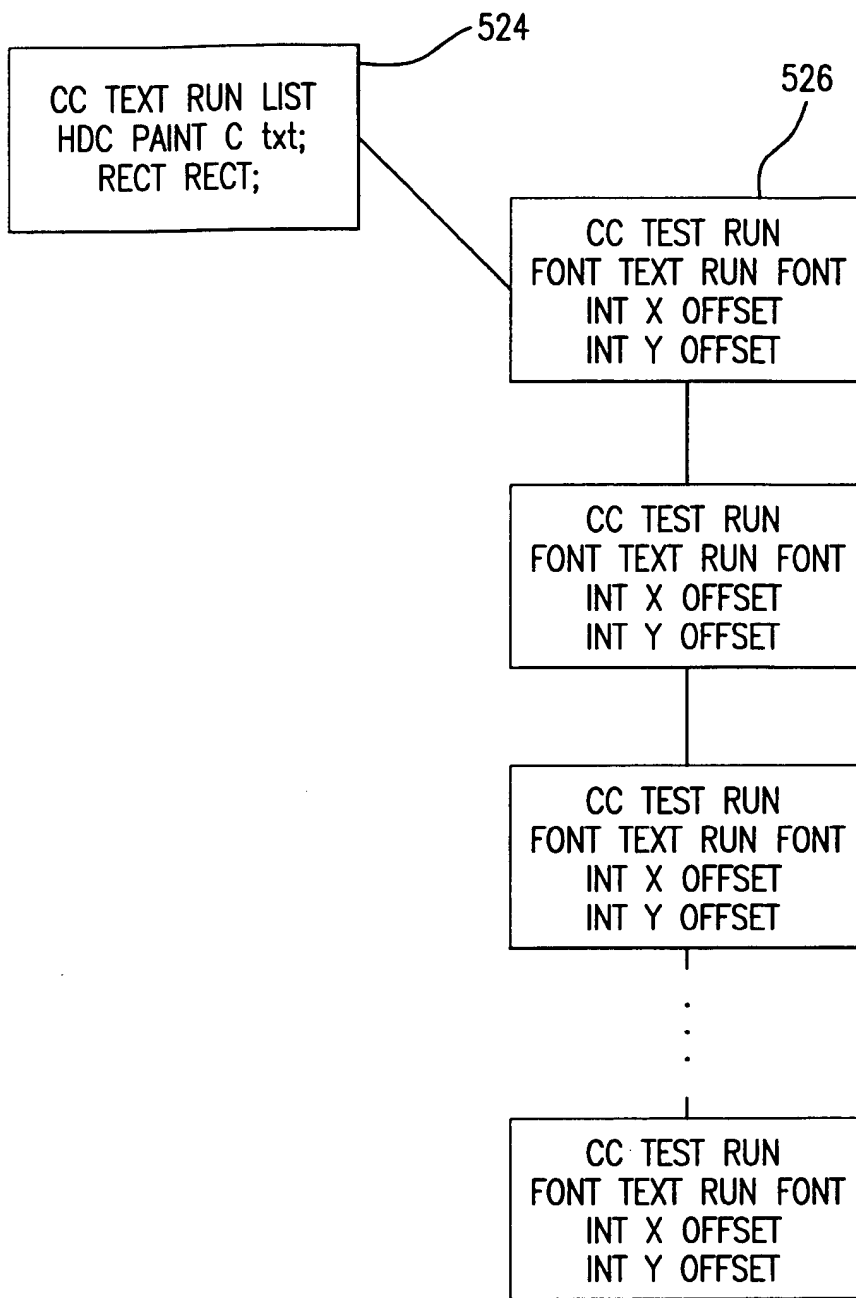 524
CC TEXT RUN LIST
HDC PAINT C txt;
RECT RECT;
526
CC TEST RUN
FONT TEXT RUN FONT
INT X OFFSET
INT Y OFFSET
CC TEST RUN
FONT TEXT RUN FONT
INT X OFFSET
INT Y OFFSET
CC TEST RUN
FONT TEXT RUN FONT
INT X OFFSET
INT Y OFFSET
CC TEST RUN
FONT TEXT RUN FONT
INT X OFFSET
INT Y OFFSET